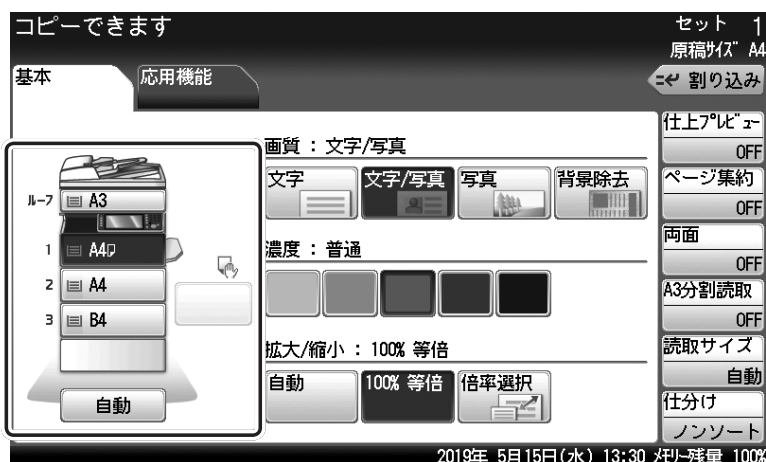 コピーできます
セット 1
原稿ｻｲｽﾞ A4
基本
応用機能
割り込み
ﾙｰﾌ A3
1 A4
2 A4
3 B4
自動
画質：文字/写真
文字
文字/写真
写真
背景除去
濃度：普通
拡大/縮小：100% 等倍
自動
100% 等倍
倍率選択
仕上ﾌﾟﾚﾋﾞｭｰ
OFF
ページ集約
OFF
両面
OFF
A3分割読取
OFF
読取サイズ
自動
仕分け
ノンソート
2019年 5月15日(水) 13:30 ﾒﾓﾘｰ残量 100%